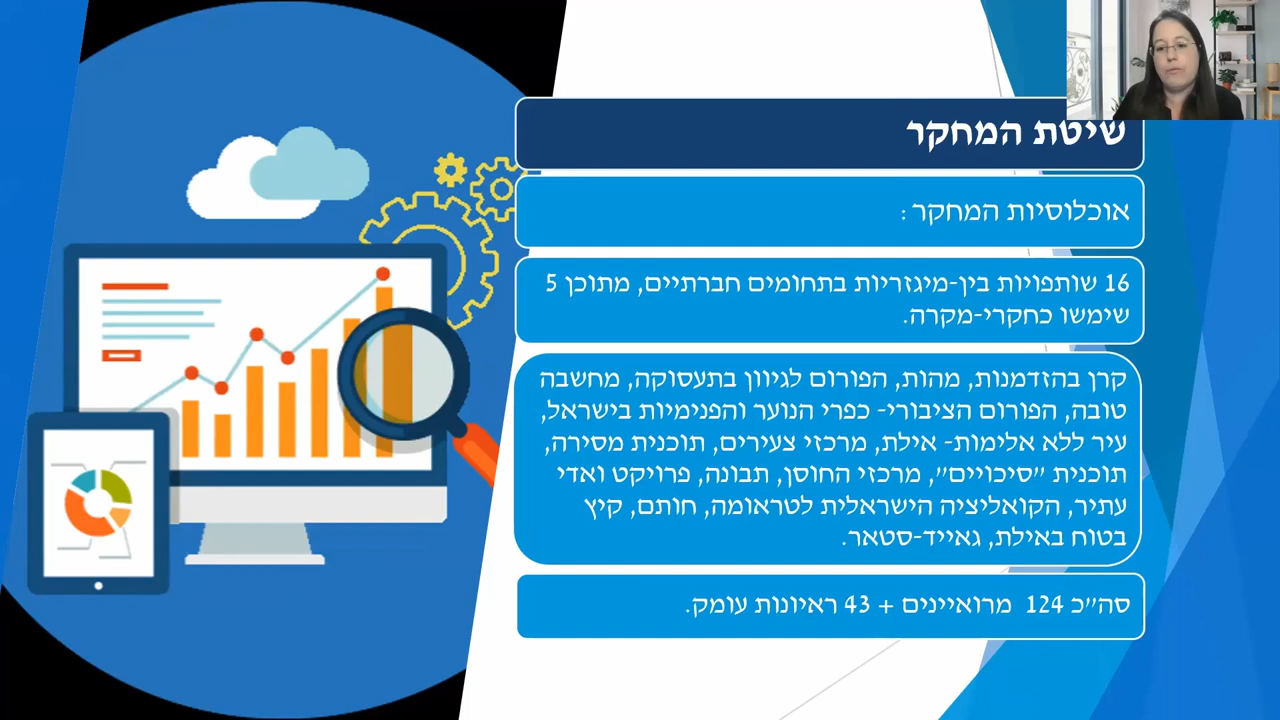 שיטת המחקר
אוכלוסיות המחקר:
16 שותפויות בין-מיגזריות בתחומים חברתיים, מתוכן 5
שימשו כחקרי-מקרה.
קרן בהזדמנות, מהות, הפורום לגיוון בתעסוקה, מחשבה
טובה, הפורום הציבורי- כפרי הנוער והפנימיות בישראל,
עיר ללא אלימות- אילת, מרכזי צעירים, תוכנית מסירה,
תוכנית "סיכויים", מרכזי החוסן, תבונה, פרויקט ואדי
עתיר, הקואליציה הישראלית לטראומה, חותם, קיץ
בטוח באילת, גאייד-סטאר.
סה"כ 124 מרואיינים + 43 ראיונות עומק.